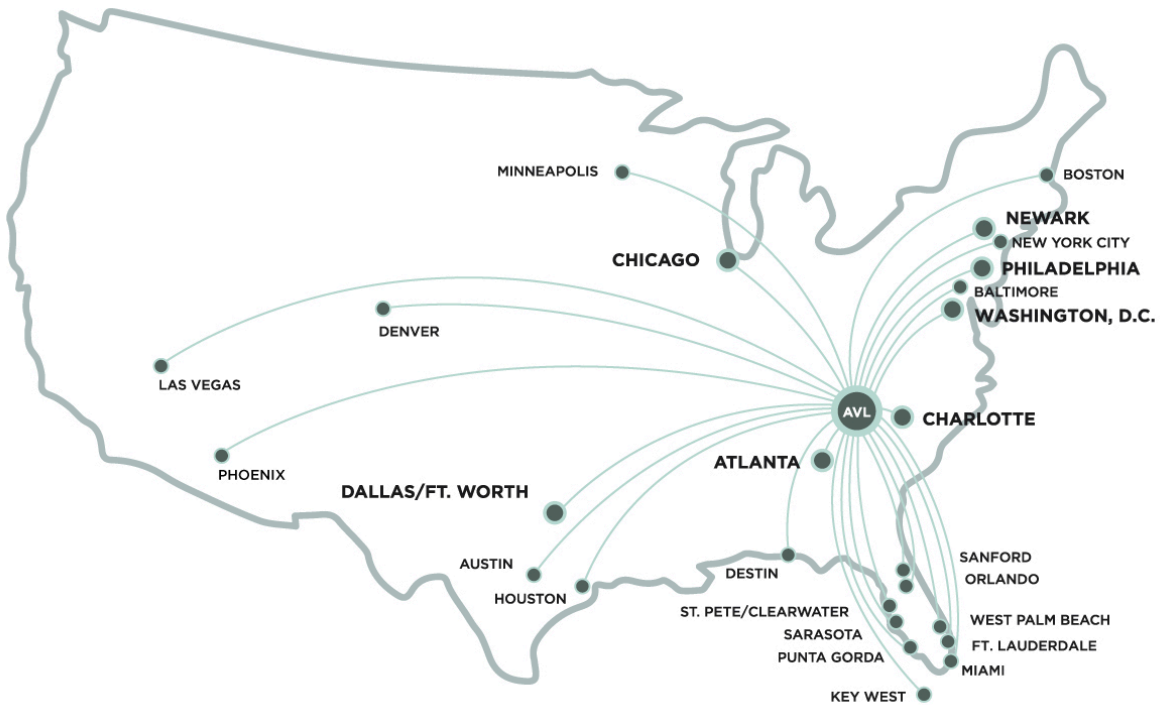 MINNEAPOLIS
BOSTON
NEWARK
NEW YORK CITY
CHICAGO
PHILADELPHIA
BALTIMORE
WASHINGTON, D.C.
DENVER
LAS VEGAS
AVL
CHARLOTTE
ATLANTA
PHOENIX
DALLAS/FT. WORTH
AUSTIN
HOUSTON
DESTIN
SANFORD
ORLANDO
ST. PETE/CLEARWATER
SARASOTA
PUNTA GORDA
WEST PALM BEACH
FT. LAUDERDALE
MIAMI
KEY WEST